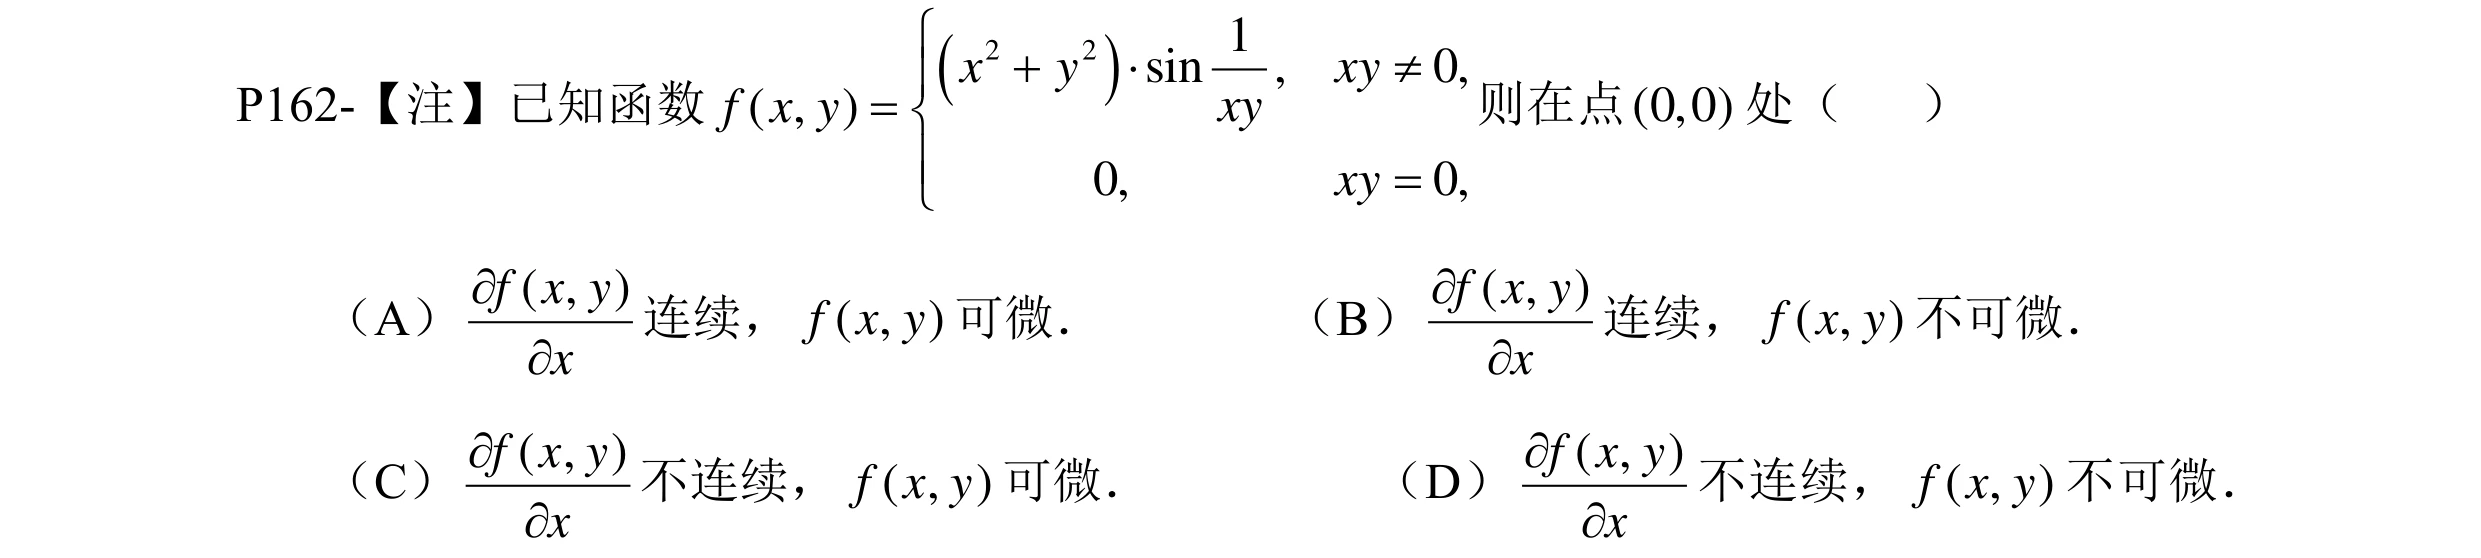 P162-【注】已知函数 f(x, y) = { (x² + y²)·sin 1/xy, xy ≠ 0, 0, xy = 0, 则在点(0,0)处（　　）
（A）∂f(x, y)/∂x 连续，f(x, y)可微. （B）∂f(x, y)/∂x 连续，f(x, y)不可微.
（C）∂f(x, y)/∂x 不连续，f(x, y)可微. （D）∂f(x, y)/∂x 不连续，f(x, y)不可微.